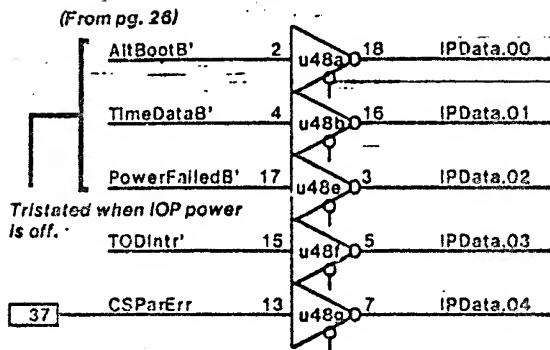 (From pg. 26)
AltBootB' 2 u48a 18 IPData.00
TimeDataB' 4 u48b 16 IPData.01
PowerFailedB' 17 u48e 3 IPData.02
Tristated when IOP power
is off.
TODIntr' 15 u48f 5 IPData.03
37 CSParErr 13 u48g 7 IPData.04